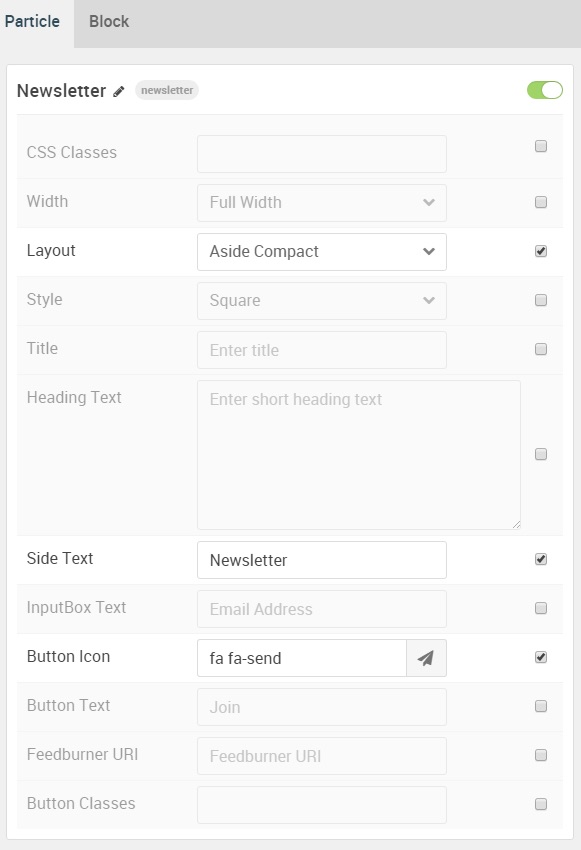 Particle Block
Newsletter newsletter
CSS Classes
Width Full Width
Layout Aside Compact
Style Square
Title Enter title
Heading Text Enter short heading text
Side Text Newsletter
InputBox Text Email Address
Button Icon fa fa-send
Button Text Join
Feedburner URI Feedburner URI
Button Classes